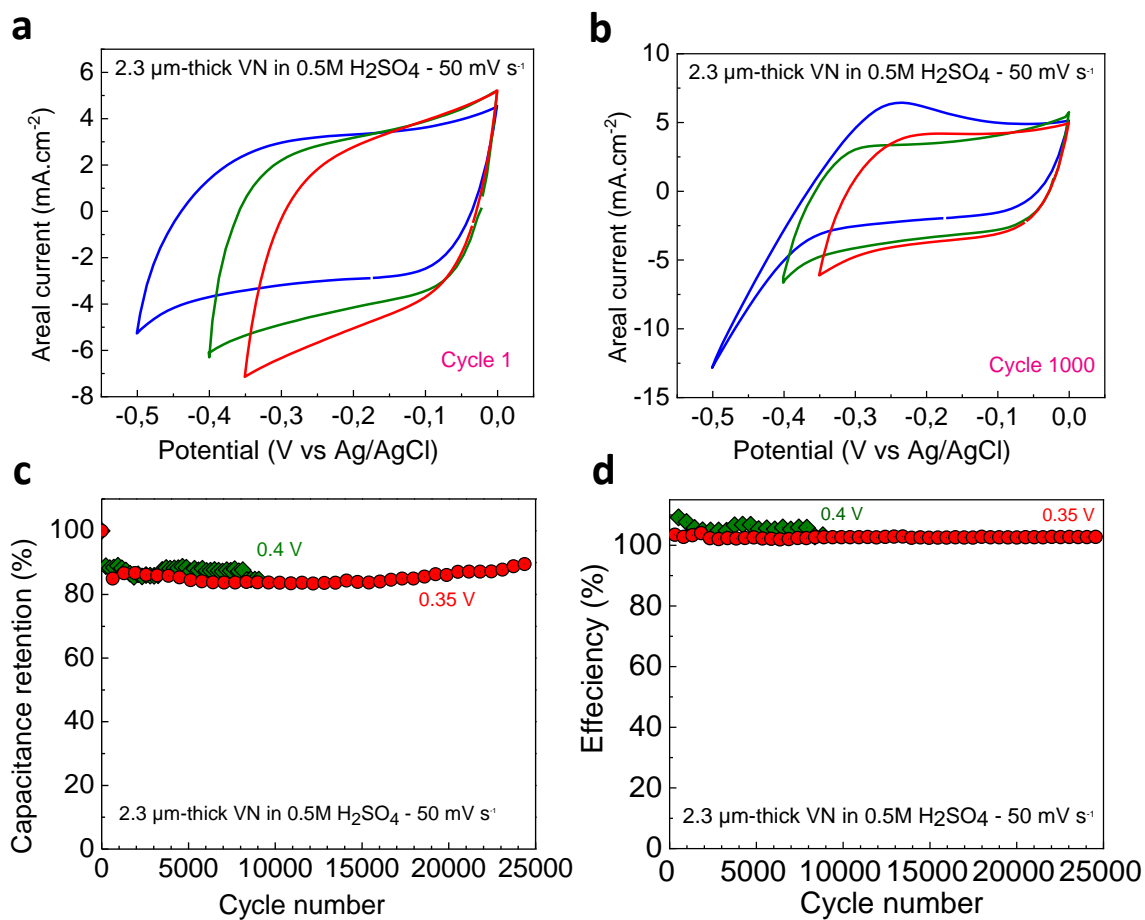 a
2.3 µm-thick VN in 0.5M H2SO4 - 50 mV s-1
6
4
2
0
-2
-4
-6
-8
Areal current (mA.cm-2)
Cycle 1
-0,5 -0,4 -0,3 -0,2 -0,1 0,0
Potential (V vs Ag/AgCl)
b
2.3 µm-thick VN in 0.5M H2SO4 - 50 mV s-1
10
5
0
-5
-10
-15
Areal current (mA.cm-2)
Cycle 1000
-0,5 -0,4 -0,3 -0,2 -0,1 0,0
Potential (V vs Ag/AgCl)
c
100
80
60
40
20
0
Capacitance retention (%)
0.4 V
0.35 V
2.3 µm-thick VN in 0.5M H2SO4 - 50 mV s-1
0 5000 10000 15000 20000 25000
Cycle number
d
100
80
60
40
20
0
Effeciency (%)
0.4 V
0.35 V
2.3 µm-thick VN in 0.5M H2SO4 - 50 mV s-1
0 5000 10000 15000 20000 25000
Cycle number